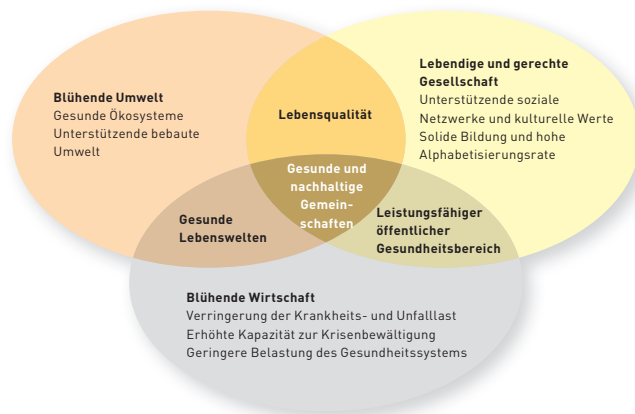 Blühende Umwelt
Gesunde Ökosysteme
Unterstützende bebaute
Umwelt
Lebensqualität
Lebendige und gerechte
Gesellschaft
Unterstützende soziale
Netzwerke und kulturelle Werte
Solide Bildung und hohe
Alphabetisierungsrate
Gesunde und
nachhaltige
Gemein-
schaften
Gesunde
Lebenswelten
Leistungsfähiger
öffentlicher
Gesundheitsbereich
Blühende Wirtschaft
Verringerung der Krankheits- und Unfalllast
Erhöhte Kapazität zur Krisenbewältigung
Geringere Belastung des Gesundheitssystems